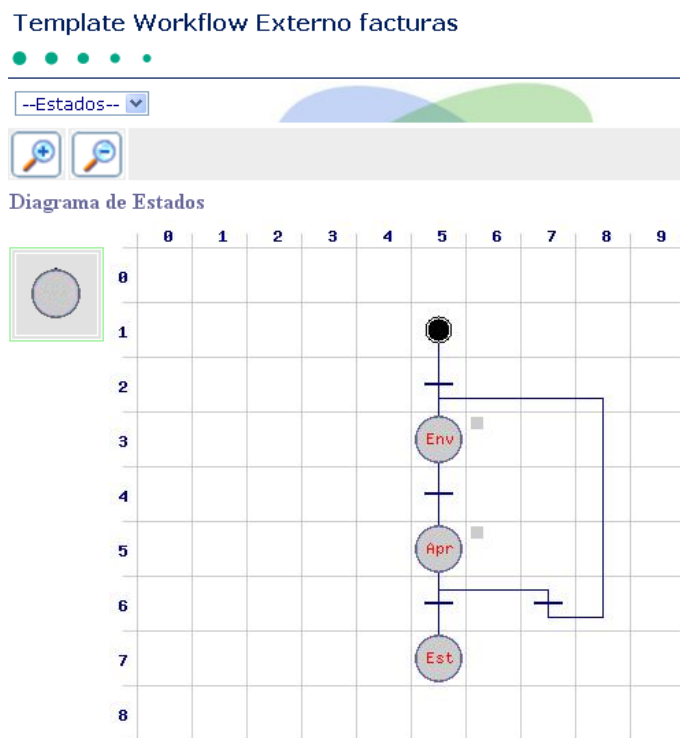 Template Workflow Externo facturas
--Estados--
Diagrama de Estados
0 1 2 3 4 5 6 7 8 9
0
1
2
3
Env
4
5
Apr
6
7
Est
8